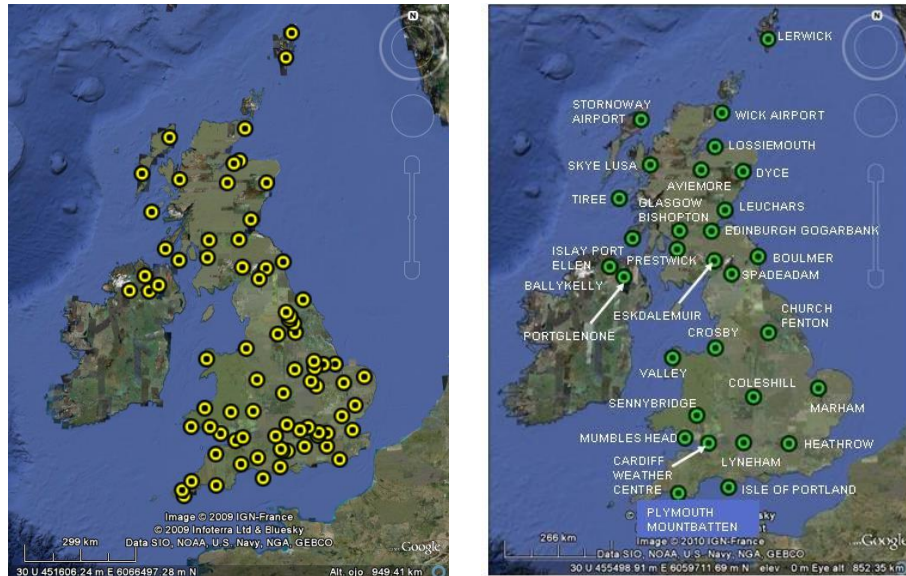 N
Image © 2009 IGN-France
© 2009 Infoterra Ltd & Bluesky
Data SIO, NOAA, U.S. Navy, NGA, GEBCO
299 km
...Google
30 U 451606.24 m E 6066497.28 m N
Alt. ojo 949.41 km
N
LERWICK
STORNOWAY
AIRPORT
WICK AIRPORT
LOSSIEMOUTH
SKYE LUSA
DYCE
AVIEMORE
TIREE
GLASGOW
BISHOPTON
LEUCHARS
EDINBURGH GOGARBANK
ISLAY PORT
ELLEN
PRESTWICK
BOULMER
SPADEADAM
BALLYKELLY
ESKDALEMUIR
PORTGLENONE
CHURCH
FENTON
CROSBY
VALLEY
COLESHILL
MARHAM
SENNYBRIDGE
MUMBLES HEAD
HEATHROW
LYNEHAM
CARDIFF
WEATHER
CENTRE
ISLE OF PORTLAND
PLYMOUTH
MOUNTBATTEN
Image © 2010 IGN-France
Data SIO, NOAA, U.S. Navy, NGA, GEBCO
266 km
...Google
30 U 455498.91 m E 6059711.69 m N elev 0 m Eye alt 852.35 km